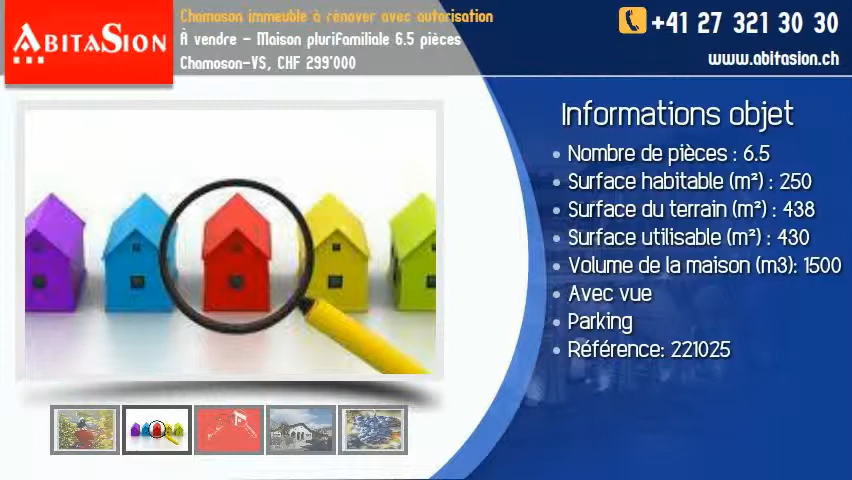 ABITASION
Chamoson immeuble à rénover avec autorisation
À vendre - Maison plurifamiliale 6.5 pièces
Chamoson-VS, CHF 299'000
+41 27 321 30 30
www.abitasion.ch
Informations objet
• Nombre de pièces : 6.5
• Surface habitable (m²) : 250
• Surface du terrain (m²) : 438
• Surface utilisable (m²) : 430
• Volume de la maison (m3): 1500
• Avec vue
• Parking
• Référence: 221025